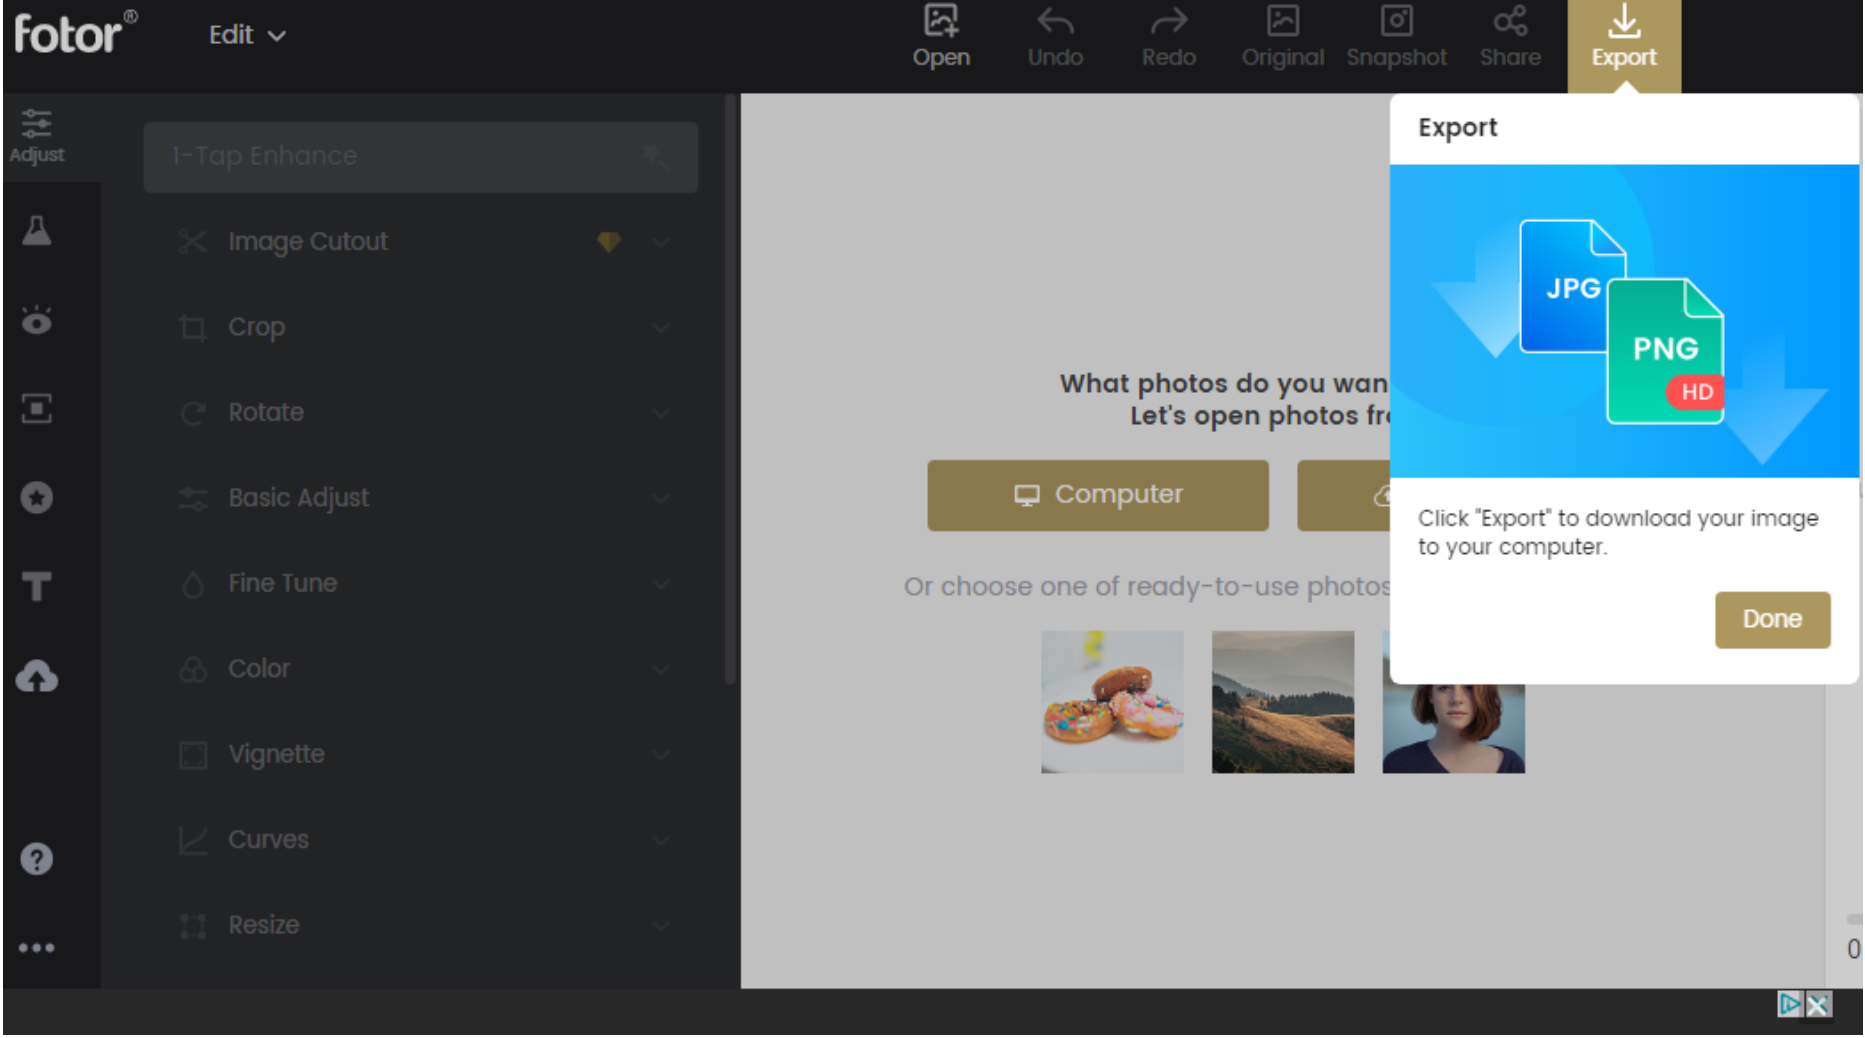 fotor®
Edit
Open
Undo
Redo
Original
Snapshot
Share
Export
Adjust
1-Tap Enhance
Image Cutout
Crop
Rotate
Basic Adjust
Fine Tune
Color
Vignette
Curves
Resize
What photos do you wan
Let's open photos fr
Computer
Or choose one of ready-to-use photos
Export
JPG
PNG
HD
Click "Export" to download your image
to your computer.
Done
0